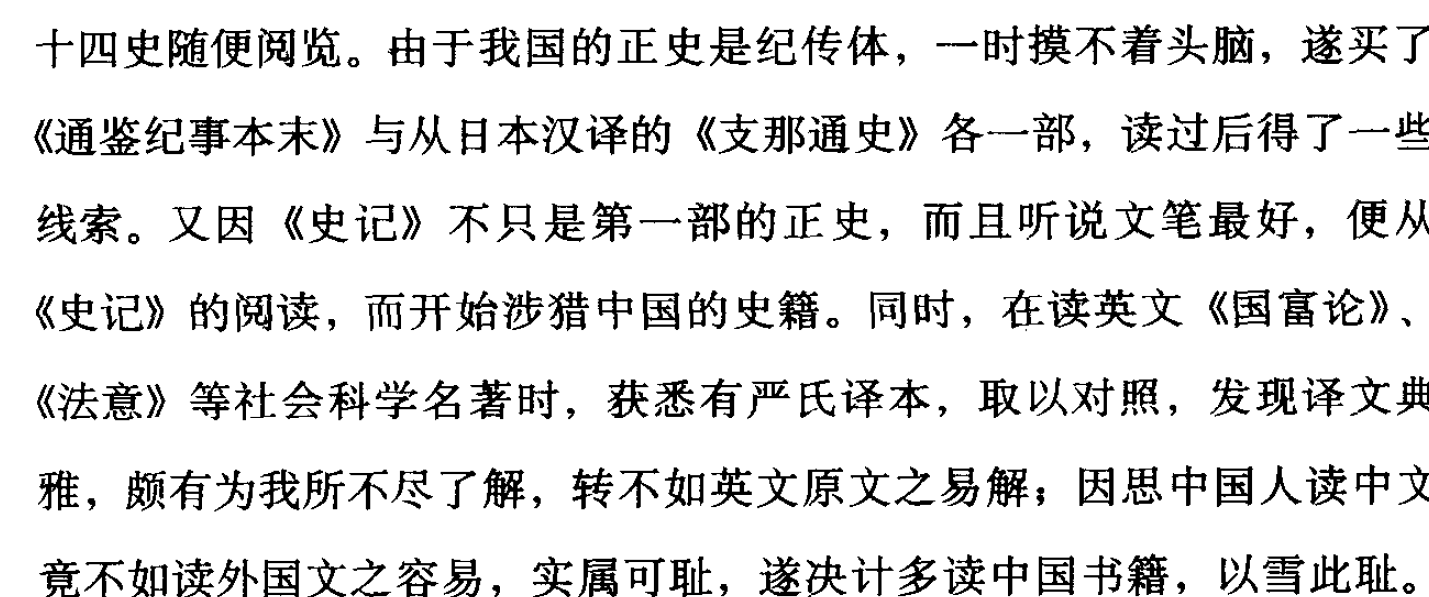 十四史随便阅览。由于我国的正史是纪传体，一时摸不着头脑，遂买了
《通鉴纪事本末》与从日本汉译的《支那通史》各一部，读过后得了一些
线索。又因《史记》不只是第一部的正史，而且听说文笔最好，便从
《史记》的阅读，而开始涉猎中国的史籍。同时，在读英文《国富论》、
《法意》等社会科学名著时，获悉有严氏译本，取以对照，发现译文典
雅，颇有为我所不尽了解，转不如英文原文之易解；因思中国人读中文
竟不如读外国文之容易，实属可耻，遂决计多读中国书籍，以雪此耻。